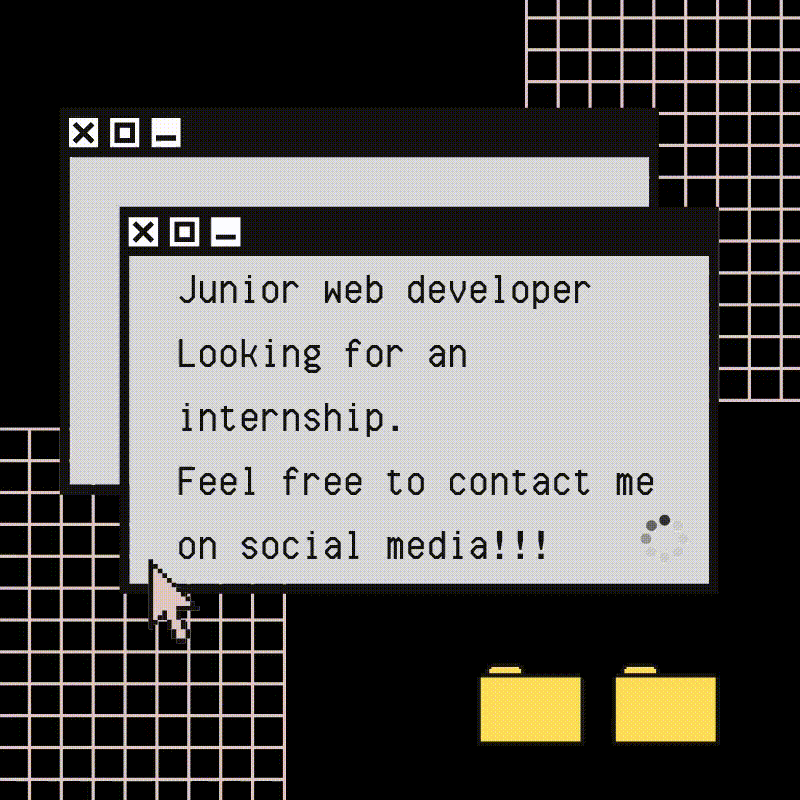 Junior web developer
Looking for an
internship.
Feel free to contact me
on social media!!!